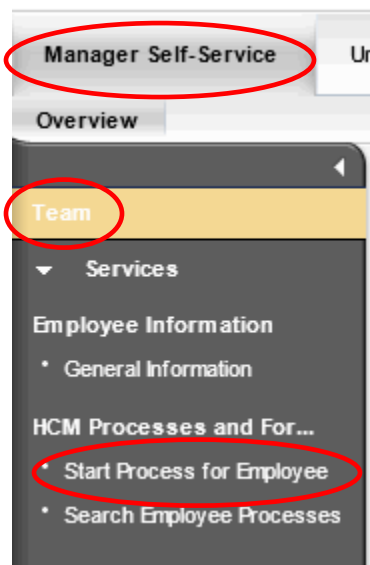 Manager Self-Service Ur
Overview
Team
Services
Employee Information
General Information
HCM Processes and For...
Start Process for Employee
Search Employee Processes